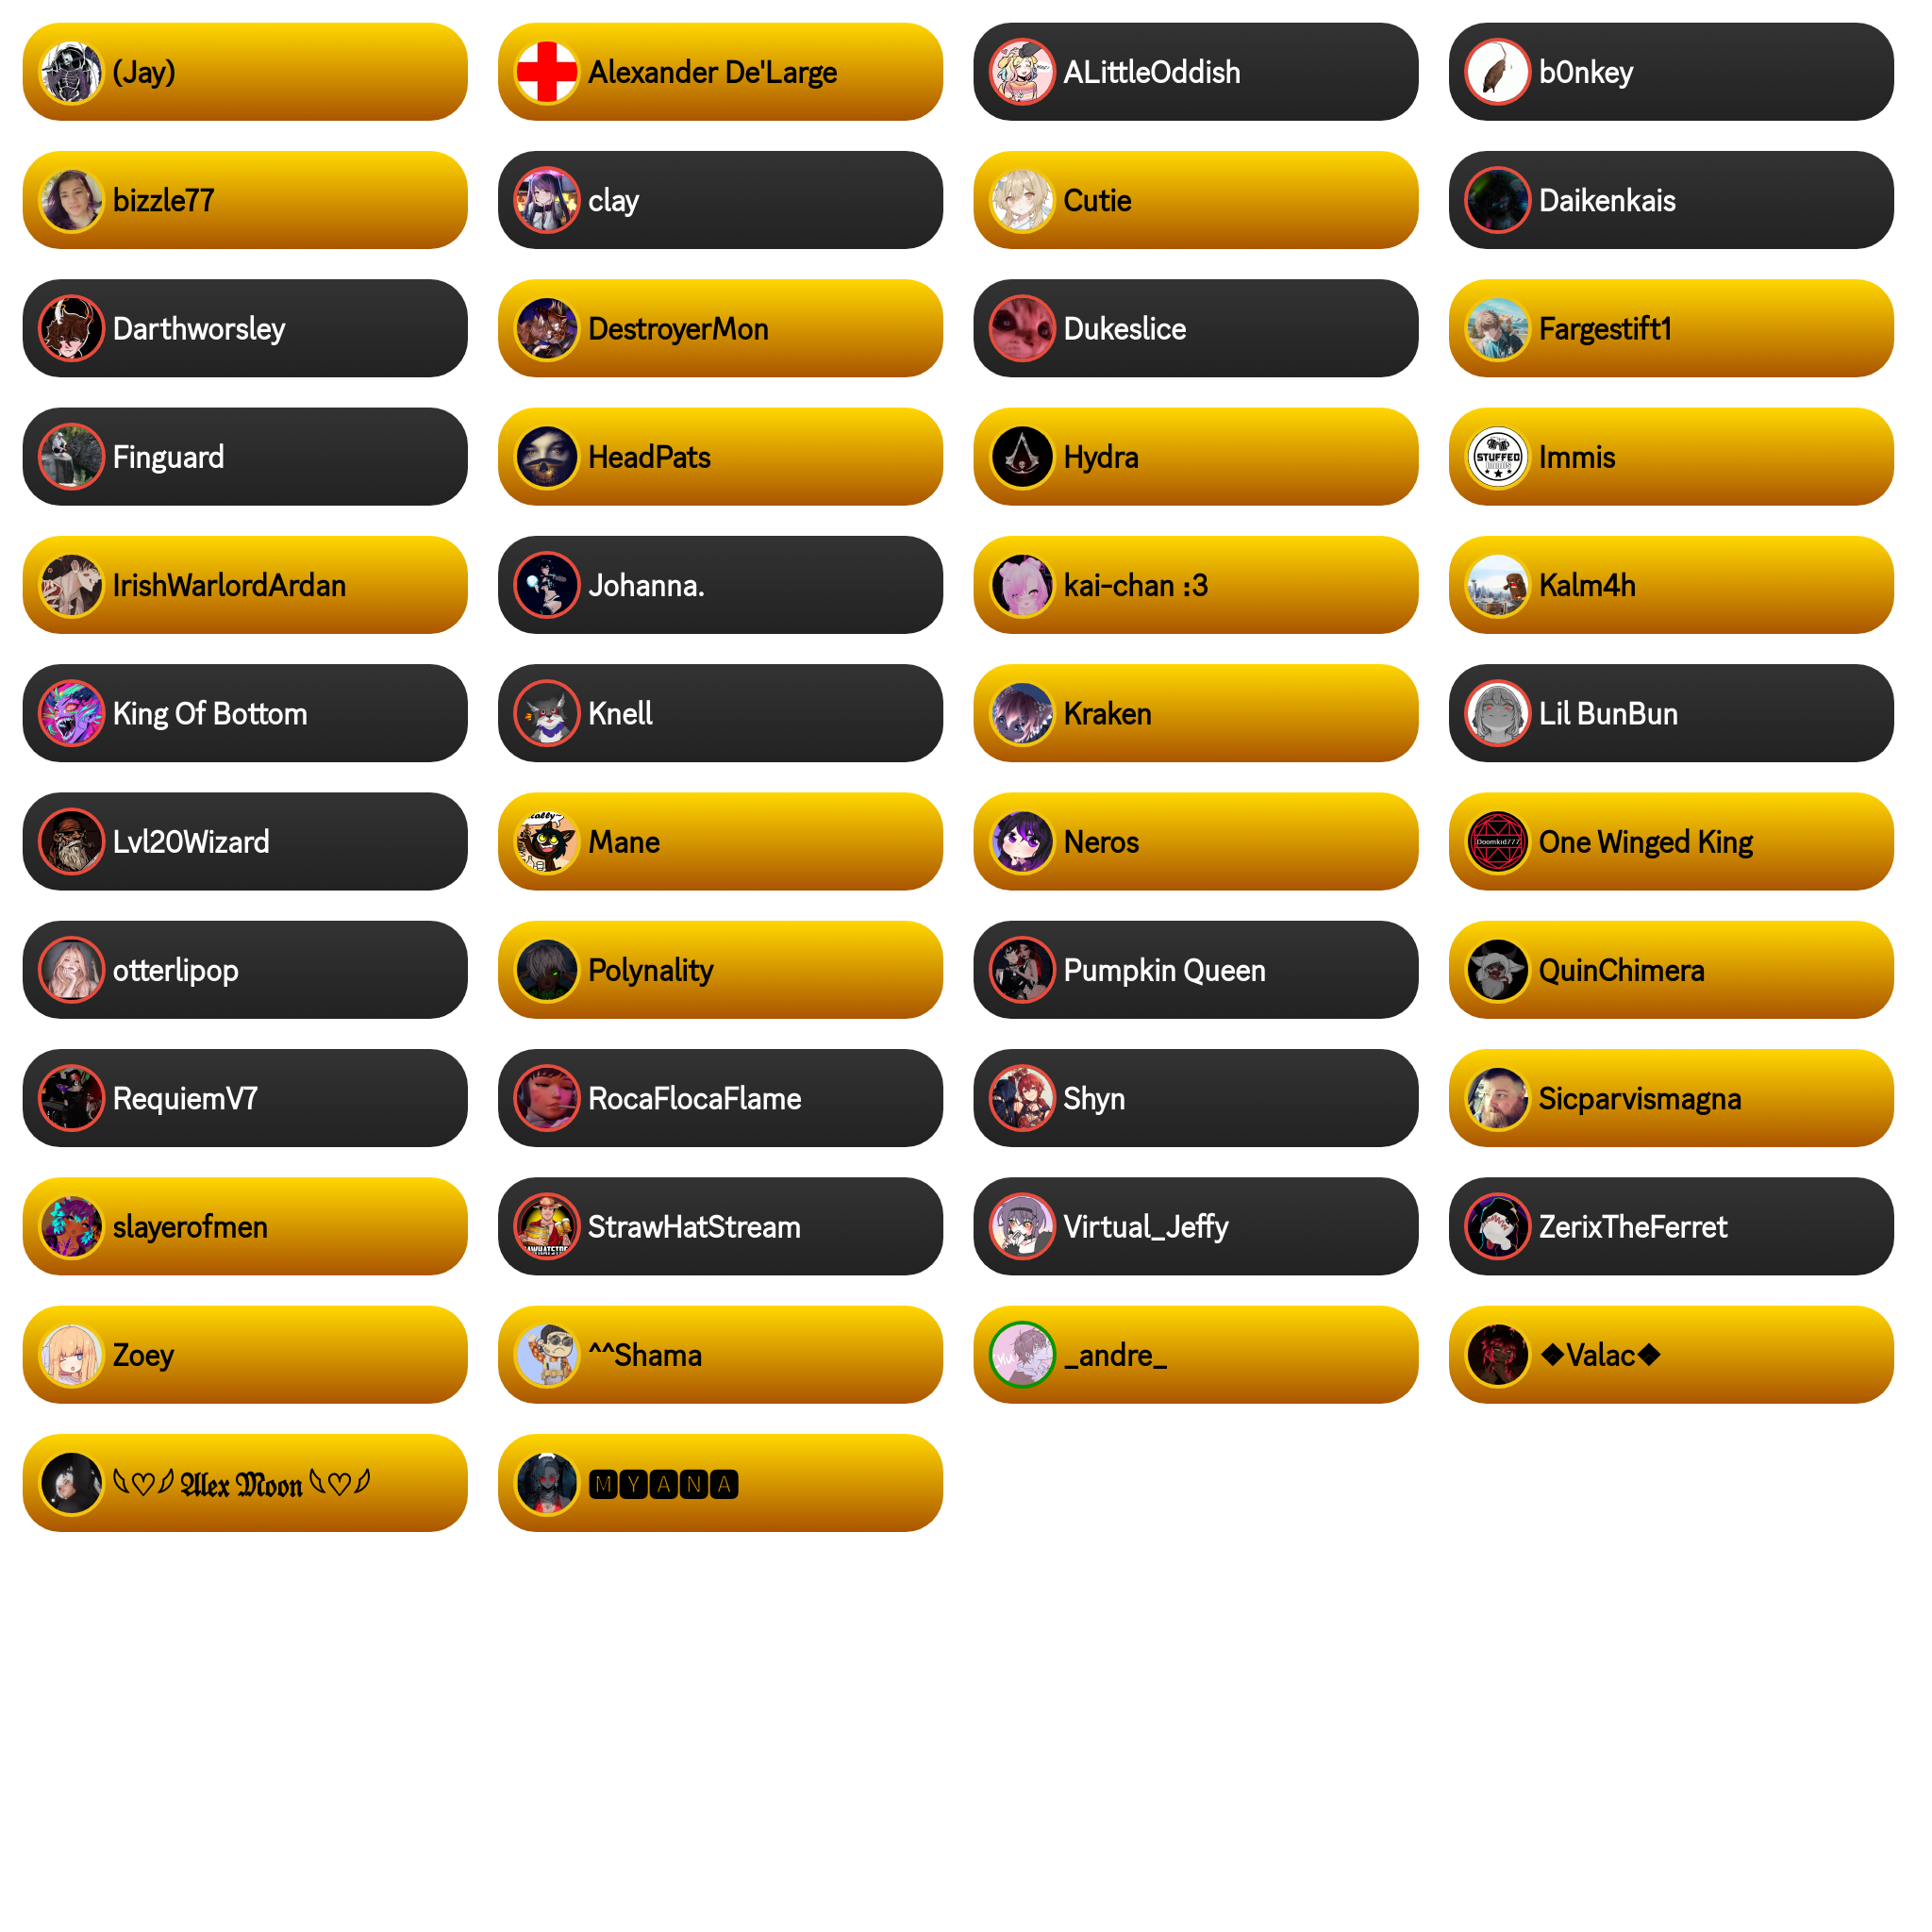 (Jay)
Alexander De'Large
ALittleOddish
b0nkey
bizzle77
clay
Cutie
Daikenkais
Darthworsley
DestroyerMon
Dukeslice
Fargestift1
Finguard
HeadPats
Hydra
STUFFED
Immis
IrishWarlordArdan
Johanna.
kai-chan :3
Kalm4h
King Of Bottom
Knell
Kraken
Lil BunBun
Lvl20Wizard
Mane
Neros
Doomkid777
One Winged King
otterlipop
Polynality
Pumpkin Queen
QuinChimera
RequiemV7
RocaFlocaFlame
Shyn
Sicparvismagna
slayerofmen
StrawHatStream
Virtual_Jeffy
ZerixTheFerret
Zoey
^^Shama
_andre_
◆Valac◆
𓆩♡𓆪 𝕬𝖑𝖊𝖝 𝕸𝖔𝖔𝖓 𓆩♡𓆪
🅼🆈🅰🅽🅰